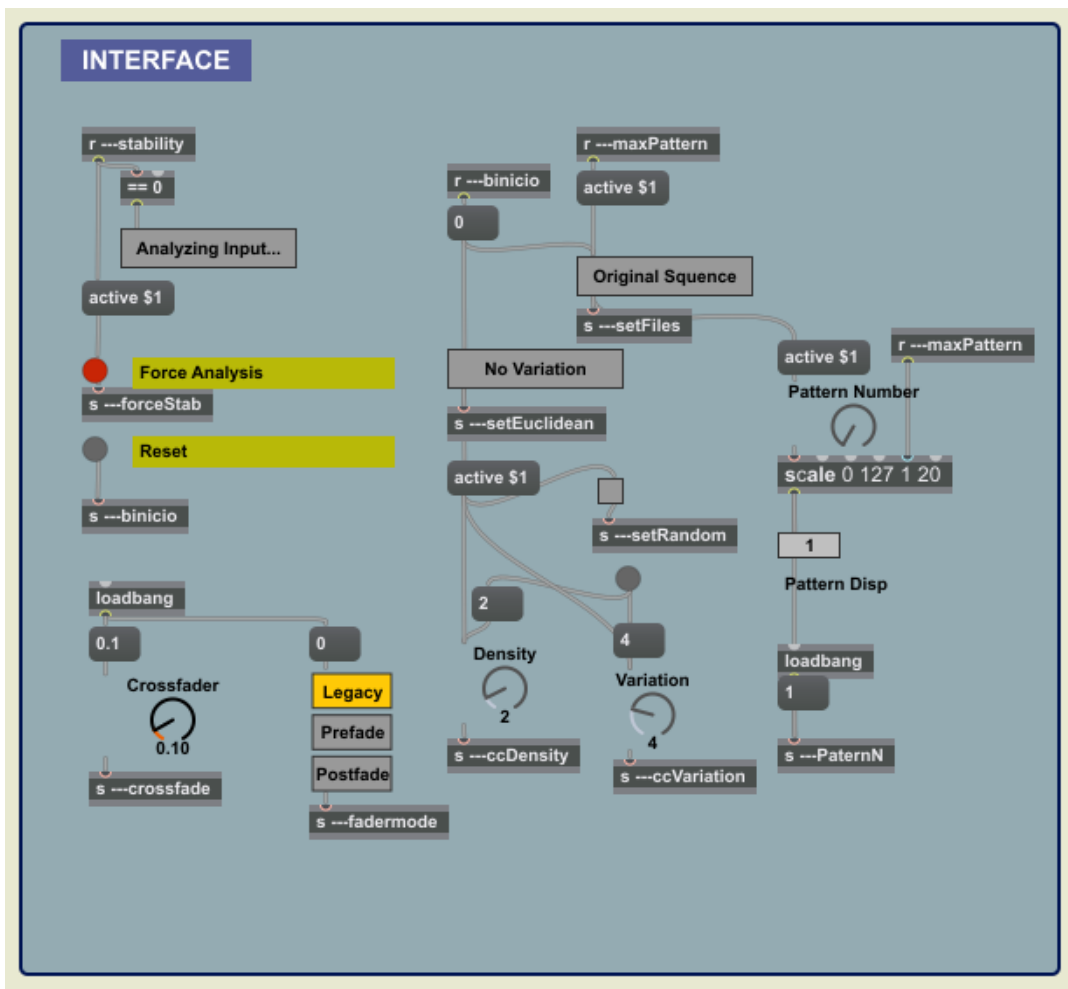 INTERFACE
r ---stability
== 0
Analyzing Input...
active $1
Force Analysis
s ---forceStab
Reset
s ---binicio
loadbang
0.1
0
Crossfader
0.10
s ---crossfade
Legacy
Prefade
Postfade
s ---fadermode
r ---binicio
0
r ---maxPattern
active $1
Original Squence
s ---setFiles
No Variation
s ---setEuclidean
active $1
s ---setRandom
2
Density
2
s ---ccDensity
4
Variation
4
s ---ccVariation
active $1
r ---maxPattern
Pattern Number
scale 0 127 1 20
1
Pattern Disp
loadbang
1
s ---PaternN